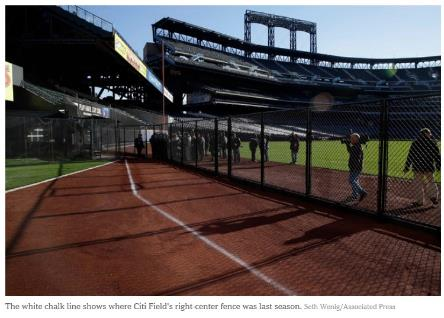 The white chalk line shows where Citi Field's right-center fence was last season. Seth Wenig/Associated Press